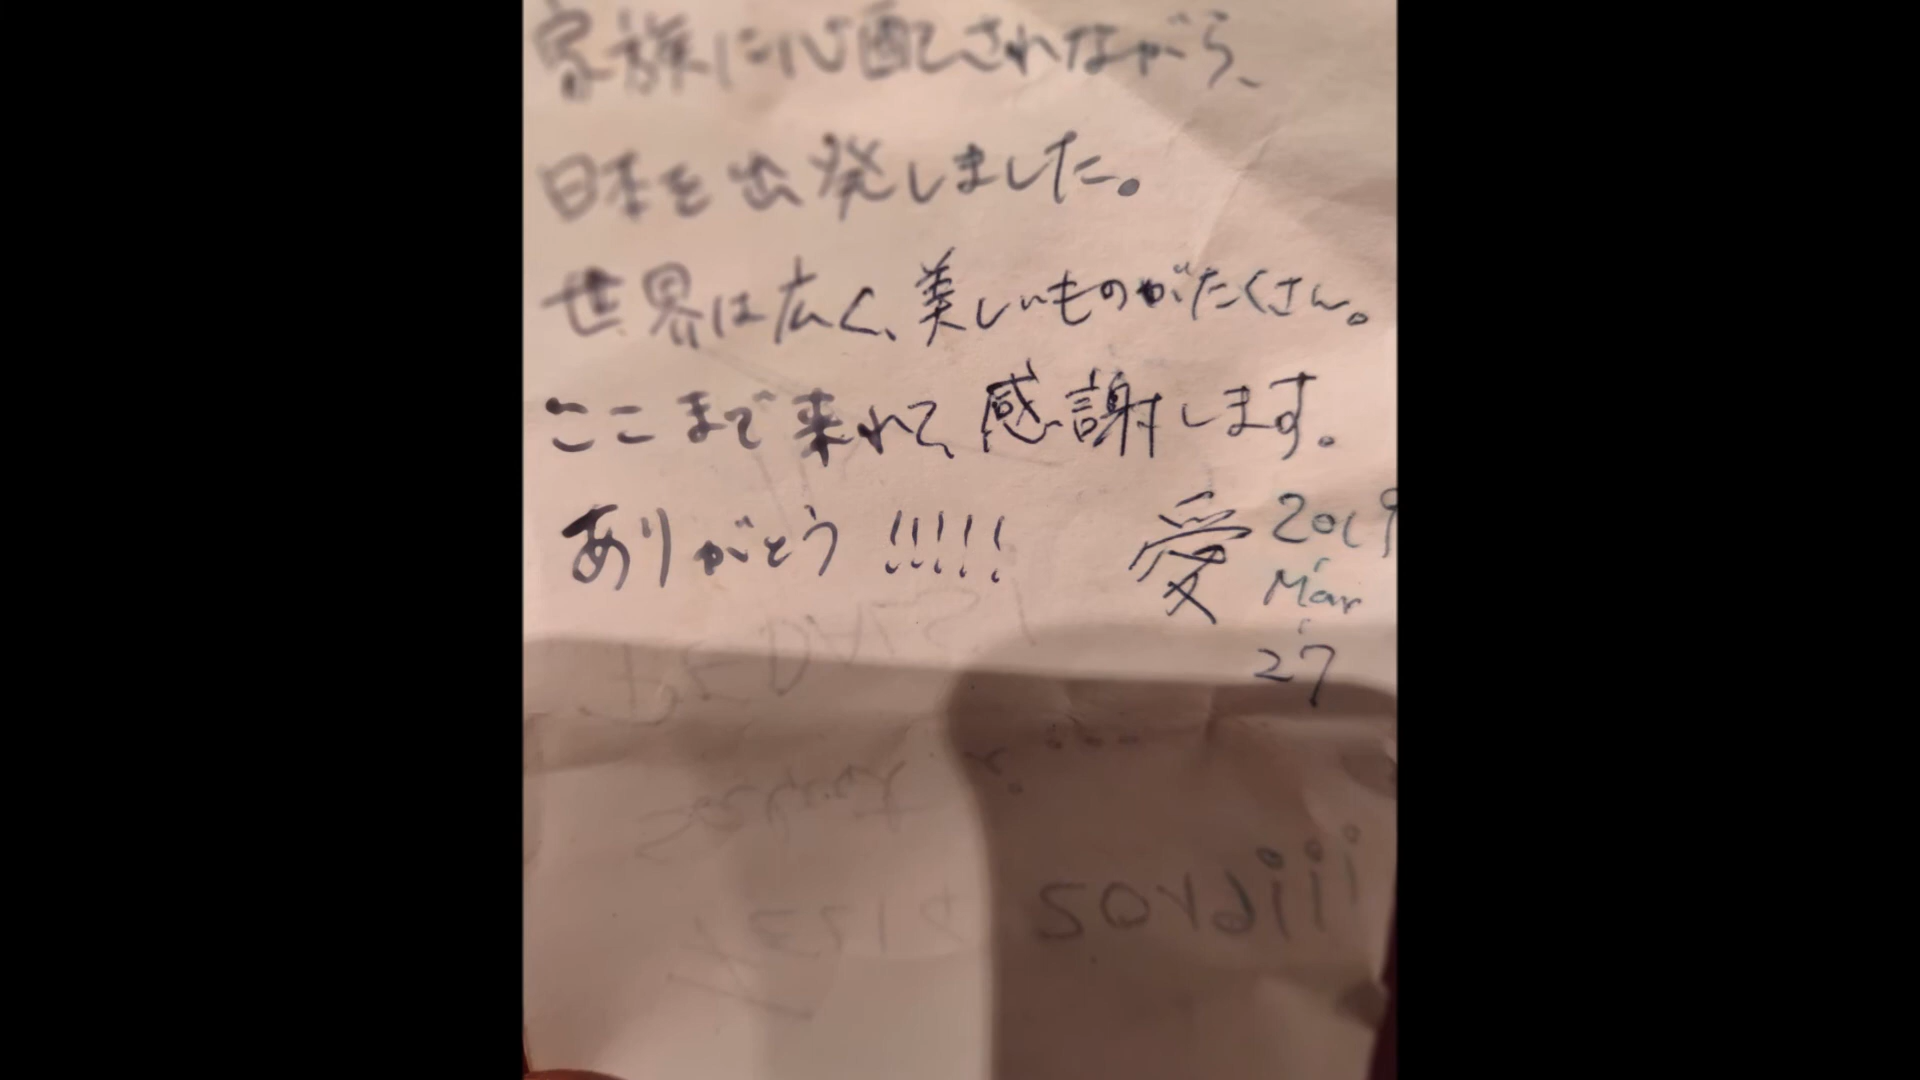 家族に心配されながら、
日本を出発しました。
世界は広く、美しいものがたくさん。
ここまで来れて、感謝します。
ありがとう!!!!!
愛
2019
Mar
27